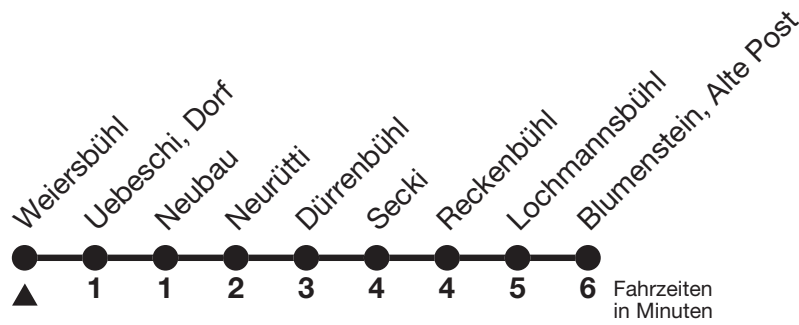 Weiersbühl
Uebeschi, Dorf
Neubau
Neurütti
Dürrenbühl
Secki
Reckenbühl
Lochmannsbühl
Blumenstein, Alte Post
1 1 2 3 4 4 5 6
Fahrzeiten
in Minuten